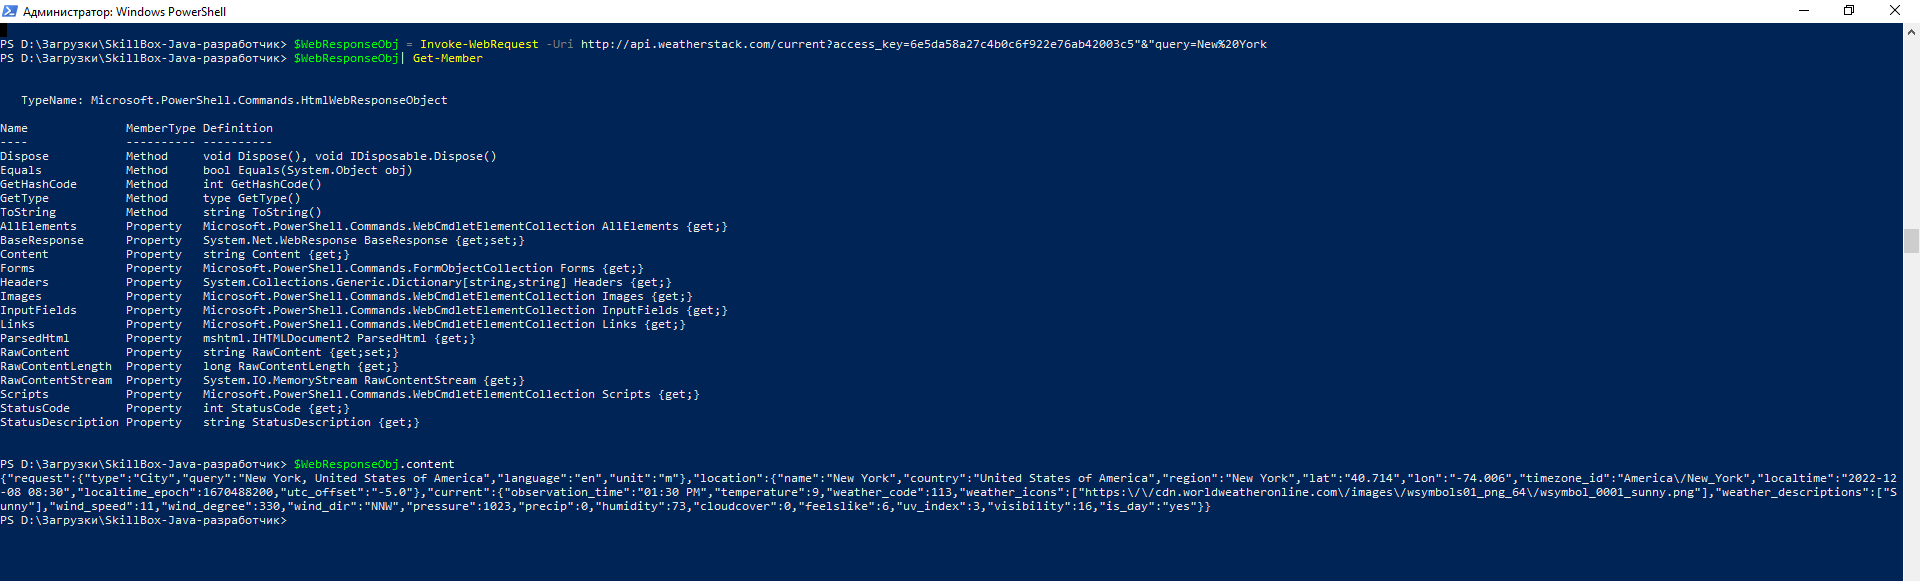 Администратор: Windows PowerShell
PS D:\Загрузки\SkillBox-Java-разработчик> $WebResponseObj = Invoke-WebRequest -Uri http://api.weatherstack.com/current?access_key=6e5da58a27c4b0c6f922e76ab42003c5"&"query=New%20York
PS D:\Загрузки\SkillBox-Java-разработчик> $WebResponseObj| Get-Member
TypeName: Microsoft.PowerShell.Commands.HtmlWebResponseObject
Name MemberType Definition
---- ---------- ----------
Dispose Method void Dispose(), void IDisposable.Dispose()
Equals Method bool Equals(System.Object obj)
GetHashCode Method int GetHashCode()
GetType Method type GetType()
ToString Method string ToString()
AllElements Property Microsoft.PowerShell.Commands.WebCmdletElementCollection AllElements {get;}
BaseResponse Property System.Net.WebResponse BaseResponse {get;set;}
Content Property string Content {get;}
Forms Property Microsoft.PowerShell.Commands.FormObjectCollection Forms {get;}
Headers Property System.Collections.Generic.Dictionary[string,string] Headers {get;}
Images Property Microsoft.PowerShell.Commands.WebCmdletElementCollection Images {get;}
InputFields Property Microsoft.PowerShell.Commands.WebCmdletElementCollection InputFields {get;}
Links Property Microsoft.PowerShell.Commands.WebCmdletElementCollection Links {get;}
ParsedHtml Property mshtml.IHTMLDocument2 ParsedHtml {get;}
RawContent Property string RawContent {get;set;}
RawContentLength Property long RawContentLength {get;}
RawContentStream Property System.IO.MemoryStream RawContentStream {get;}
Scripts Property Microsoft.PowerShell.Commands.WebCmdletElementCollection Scripts {get;}
StatusCode Property int StatusCode {get;}
StatusDescription Property string StatusDescription {get;}
PS D:\Загрузки\SkillBox-Java-разработчик> $WebResponseObj.content
{"request":{"type":"City","query":"New York, United States of America","language":"en","unit":"m"},"location":{"name":"New York","country":"United States of America","region":"New York","lat":"40.714","lon":"-74.006","timezone_id":"America\/New_York","localtime":"2022-12
-08 08:30","localtime_epoch":1670488200,"utc_offset":"-5.0"},"current":{"observation_time":"01:30 PM","temperature":9,"weather_code":113,"weather_icons":["https:\/\/cdn.worldweatheronline.com\/images\/wsymbols01_png_64\/wsymbol_0001_sunny.png"],"weather_descriptions":["S
unny"],"wind_speed":11,"wind_degree":330,"wind_dir":"NNW","pressure":1023,"precip":0,"humidity":73,"cloudcover":0,"feelslike":6,"uv_index":3,"visibility":16,"is_day":"yes"}}
PS D:\Загрузки\SkillBox-Java-разработчик>